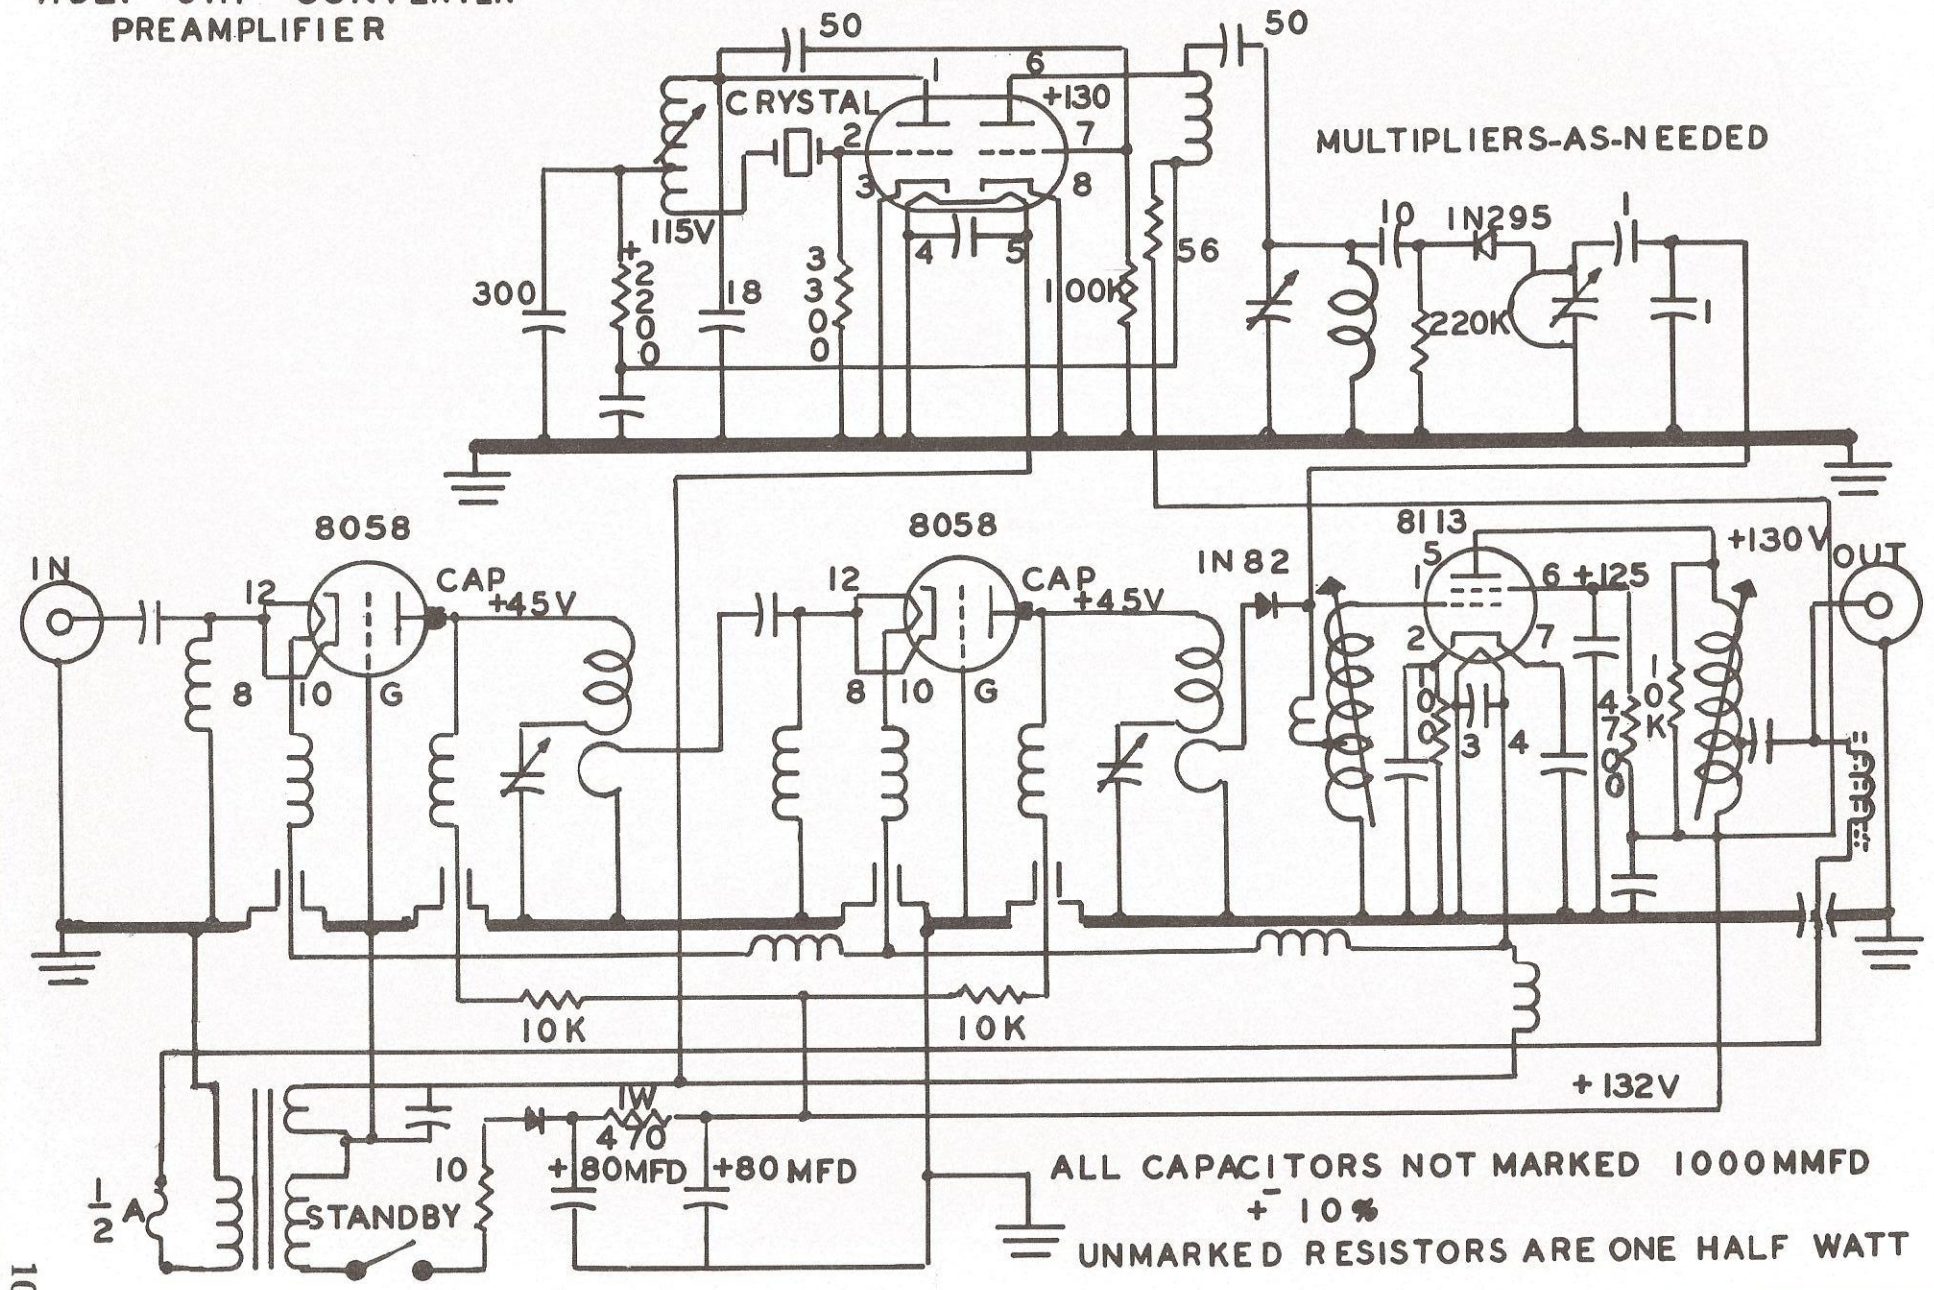 CONVERTER
PREAMPLIFIER
50
50
1
6
CRYSTAL
+130
2
7
MULTIPLIERS-AS-NEEDED
3
8
10
1N295
1
115V
4
5
56
+
2200
300
18
3300
100K
220K
1
8058
8058
8113
IN
12
CAP
+45V
12
CAP
+45V
1N82
5
1
6
+125
+130V
OUT
2
7
8
10
G
8
10
G
100
3
4
4700
10K
10K
10K
+132V
1W
470
10
+80MFD
+80MFD
1/2 A
STANDBY
ALL CAPACITORS NOT MARKED 1000MMFD
+- 10%
UNMARKED RESISTORS ARE ONE HALF WATT